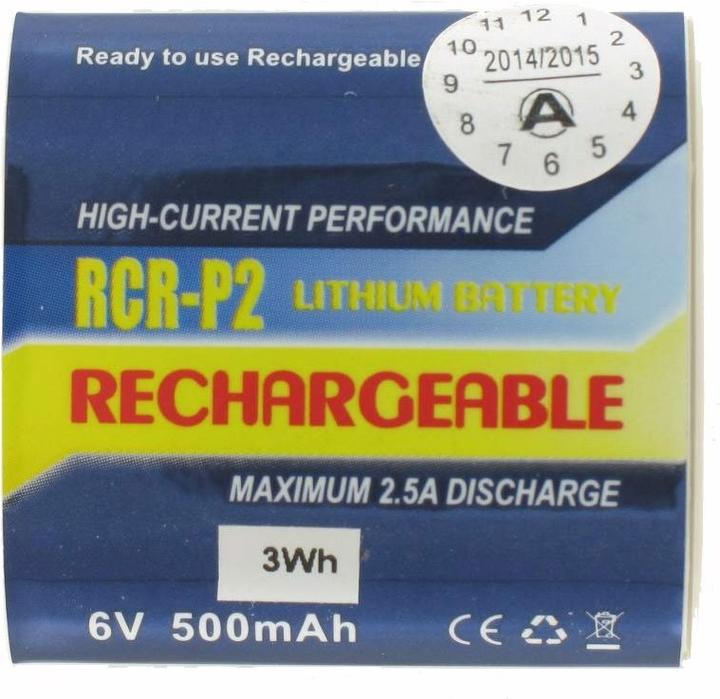 11 12 1
10 2014/2015 2
9 3
A
8 4
7 6 5
Ready to use Rechargeable
HIGH-CURRENT PERFORMANCE
RCR-P2 LITHIUM BATTERY
RECHARGEABLE
MAXIMUM 2.5A DISCHARGE
3Wh
6V 500mAh CE